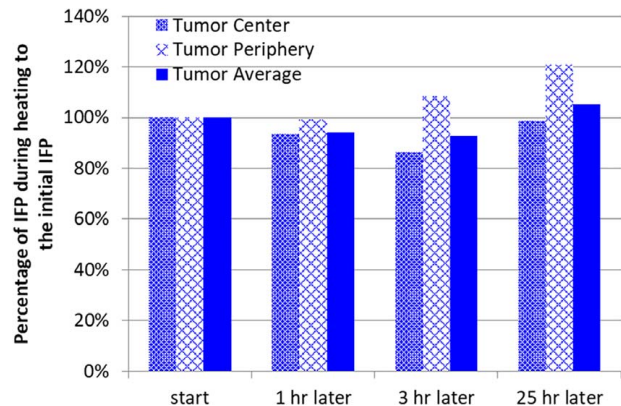 Percentage of IFP during heating to
the initial IFP
140%
120%
100%
80%
60%
40%
20%
0%
Tumor Center
Tumor Periphery
Tumor Average
start
1 hr later
3 hr later
25 hr later